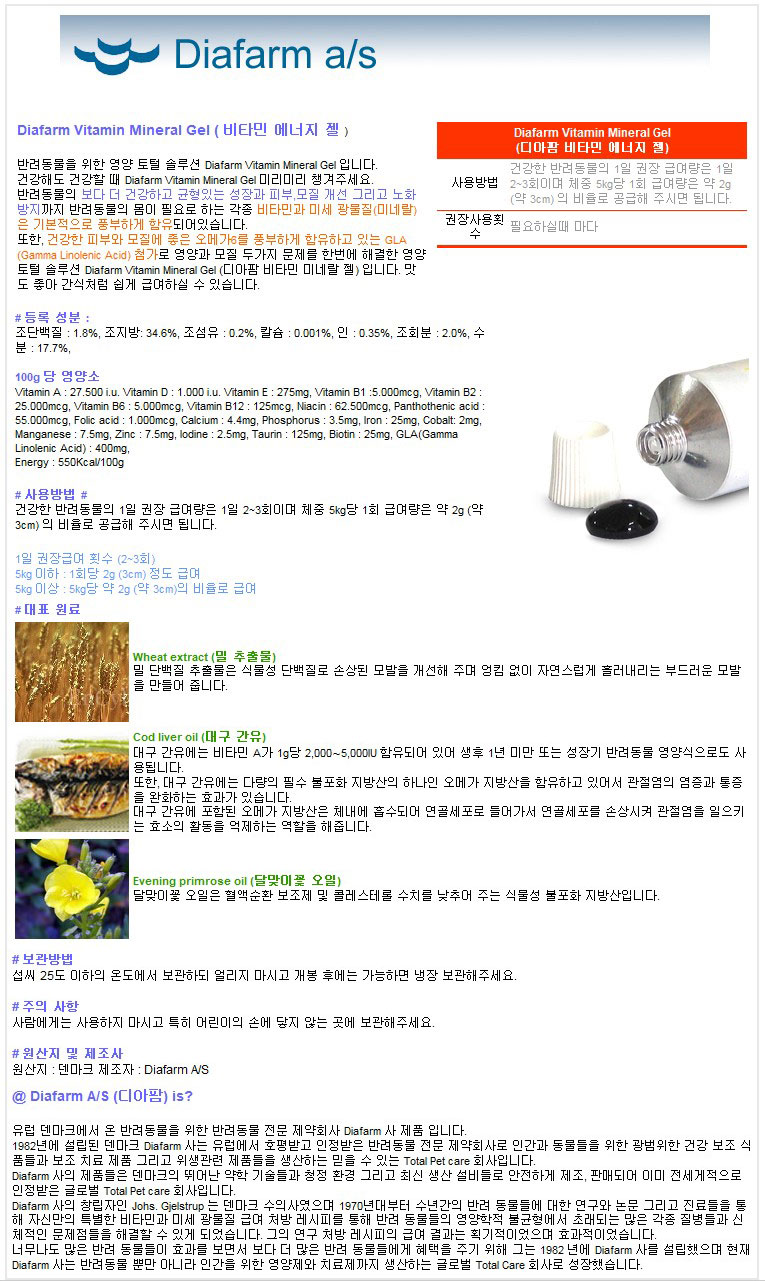 Diafarm a/s
Diafarm Vitamin Mineral Gel ( 비타민 에너지 젤 )
반려동물을 위한 영양 토털 솔루션 Diafarm Vitamin Mineral Gel 입니다.
건강해도 건강할 때 Diafarm Vitamin Mineral Gel 미리미리 챙겨주세요.
반려동물의 보다 더 건강하고 균형있는 성장과 피부,모질 개선 그리고 노화
방지까지 반려동물의 몸이 필요로 하는 각종 비타민과 미세 광물질(미네랄)
은 기본적으로 풍부하게 함유되어있습니다.
또한, 건강한 피부와 모질에 좋은 오메가6를 풍부하게 함유하고 있는 GLA
(Gamma Linolenic Acid) 첨가로 영양과 모질 두가지 문제를 한번에 해결한 영양
토털 솔루션 Diafarm Vitamin Mineral Gel (디아팜 비타민 미네랄 젤) 입니다. 맛
도 좋아 간식처럼 쉽게 급여하실 수 있습니다.
Diafarm Vitamin Mineral Gel
(디아팜 비타민 에너지 젤)
사용방법
건강한 반려동물의 1일 권장 급여량은 1일
2~3회이며 체중 5kg당 1회 급여량은 약 2g
(약 3cm) 의 비율로 공급해 주시면 됩니다.
권장사용횟
수
필요하실때 마다
# 등록 성분 :
조단백질 : 1.8%, 조지방: 34.6%, 조섬유 : 0.2%, 칼슘 : 0.001%, 인 : 0.35%, 조회분 : 2.0%, 수
분 : 17.7%,
100g 당 영양소
Vitamin A : 27.500 i.u. Vitamin D : 1.000 i.u. Vitamin E : 275mg, Vitamin B1 :5.000mcg, Vitamin B2 :
25.000mcg, Vitamin B6 : 5.000mcg, Vitamin B12 : 125mcg, Niacin : 62.500mcg, Panthothenic acid :
55.000mcg, Folic acid : 1.000mcg, Calcium : 4.4mg, Phosphorus : 3.5mg, Iron : 25mg, Cobalt: 2mg,
Manganese : 7.5mg, Zinc : 7.5mg, Iodine : 2.5mg, Taurin : 125mg, Biotin : 25mg, GLA(Gamma
Linolenic Acid) : 400mg,
Energy : 550Kcal/100g
# 사용방법 #
건강한 반려동물의 1일 권장 급여량은 1일 2~3회이며 체중 5kg당 1회 급여량은 약 2g (약
3cm) 의 비율로 공급해 주시면 됩니다.
1일 권장급여 횟수 (2~3회)
5kg 이하 : 1회당 2g (3cm) 정도 급여
5kg 이상 : 5kg당 약 2g (약 3cm)의 비율로 급여
# 대표 원료
Wheat extract (밀 추출물)
밀 단백질 추출물은 식물성 단백질로 손상된 모발을 개선해 주며 엉킴 없이 자연스럽게 흘러내리는 부드러운 모발
을 만들어 줍니다.
Cod liver oil (대구 간유)
대구 간유에는 비타민 A가 1g당 2,000~5,000IU 함유되어 있어 생후 1년 미만 또는 성장기 반려동물 영양식으로도 사
용됩니다.
또한, 대구 간유에는 다량의 필수 불포화 지방산의 하나인 오메가 지방산을 함유하고 있어서 관절염의 염증과 통증
을 완화하는 효과가 있습니다.
대구 간유에 포함된 오메가 지방산은 체내에 흡수되어 연골세포로 들어가서 연골세포를 손상시켜 관절염을 일으키
는 효소의 활동을 억제하는 역할을 해줍니다.
Evening primrose oil (달맞이꽃 오일)
달맞이꽃 오일은 혈액순환 보조제 및 콜레스테롤 수치를 낮추어 주는 식물성 불포화 지방산입니다.
# 보관방법
섭씨 25도 이하의 온도에서 보관하되 얼리지 마시고 개봉 후에는 가능하면 냉장 보관해주세요.
# 주의 사항
사람에게는 사용하지 마시고 특히 어린이의 손에 닿지 않는 곳에 보관해주세요.
# 원산지 및 제조사
원산지 : 덴마크 제조자 : Diafarm A/S
@ Diafarm A/S (디아팜) is?
유럽 덴마크에서 온 반려동물을 위한 반려동물 전문 제약회사 Diafarm 사 제품 입니다.
1982년에 설립된 덴마크 Diafarm 사는 유럽에서 호평받고 인정받은 반려동물 전문 제약회사로 인간과 동물들을 위한 광범위한 건강 보조 식
품들과 보조 치료 제품 그리고 위생관련 제품들을 생산하는 믿을 수 있는 Total Pet care 회사입니다.
Diafarm 사의 제품들은 덴마크의 뛰어난 약학 기술들과 청정 환경 그리고 최신 생산 설비들로 안전하게 제조, 판매되어 이미 전세계적으로
인정받은 글로벌 Total Pet care 회사입니다.
Diafarm 사의 창립자인 Johs. Gjelstrup 는 덴마크 수의사였으며 1970년대부터 수년간의 반려 동물들에 대한 연구와 논문 그리고 진료들을 통
해 자신만의 특별한 비타민과 미세 광물질 급여 처방 레시피를 통해 반려 동물들의 영양학적 불균형에서 초래되는 많은 각종 질병들과 신
체적인 문제점들을 해결할 수 있게 되었습니다. 그의 연구 처방 레시피의 급여 결과는 획기적이었으며 효과적이었습니다.
너무나도 많은 반려 동물들이 효과를 보면서 보다 더 많은 반려 동물들에게 혜택을 주기 위해 그는 1982년에 Diafarm 사를 설립했으며 현재
Diafarm 사는 반려동물 뿐만 아니라 인간을 위한 영양제와 치료제까지 생산하는 글로벌 Total Care 회사로 성장했습니다.